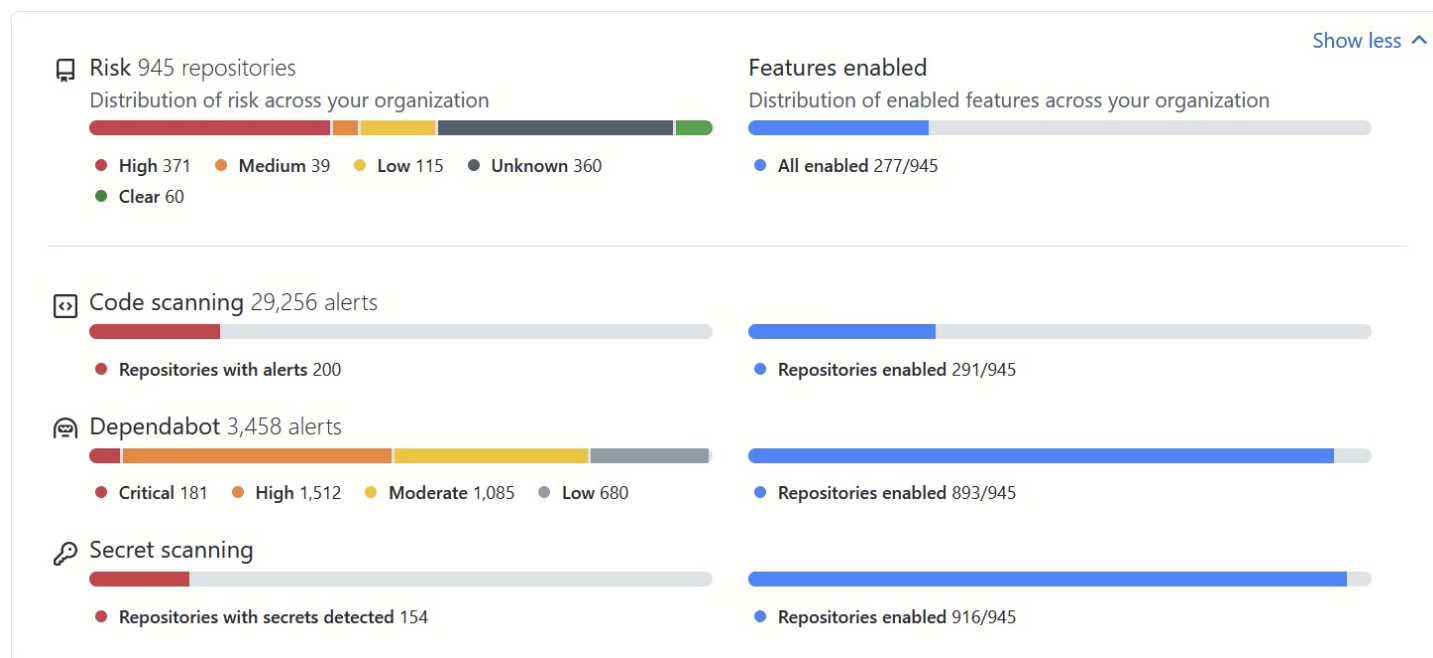 Show less
Risk 945 repositories
Distribution of risk across your organization
High 371 Medium 39 Low 115 Unknown 360
Clear 60
Features enabled
Distribution of enabled features across your organization
All enabled 277/945
Code scanning 29,256 alerts
Repositories with alerts 200
Repositories enabled 291/945
Dependabot 3,458 alerts
Critical 181 High 1,512 Moderate 1,085 Low 680
Repositories enabled 893/945
Secret scanning
Repositories with secrets detected 154
Repositories enabled 916/945